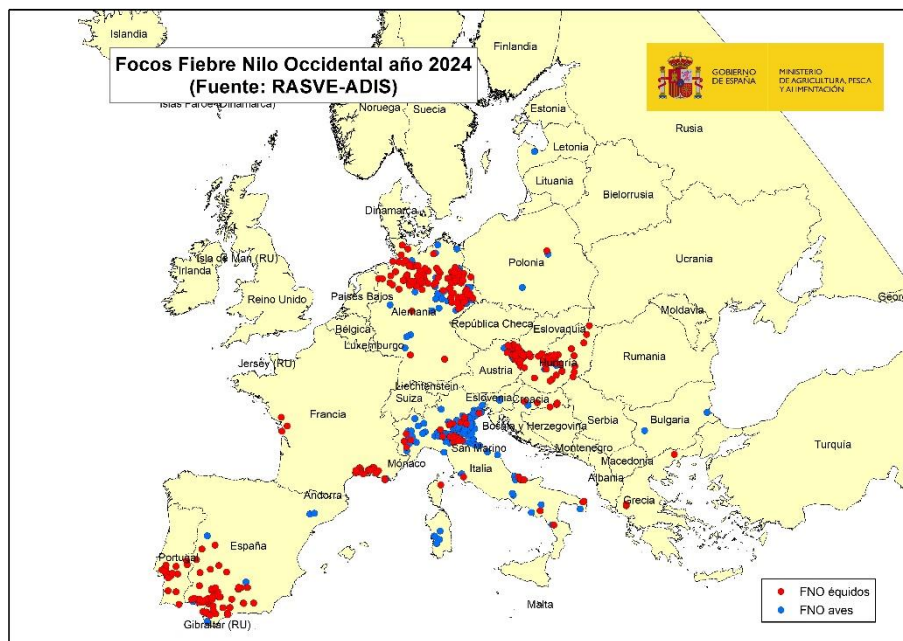 Islandia
Finlandia
Focos Fiebre Nilo Occidental año 2024
(Fuente: RASVE-ADIS)
GOBIERNO
DE ESPAÑA
MINISTERIO
DE AGRICULTURA, PESCA
Y ALIMENTACIÓN
Noruega
Suecia
Estonia
Rusia
Letonia
Lituania
Dinamarca
Bielorrusia
Isla de Man (RU)
Irlanda
Reino Unido
Países Bajos
Polonia
Ucrania
Alemania
Bélgica
República Checa
Eslovaquia
Moldavia
Luxemburgo
Jersey (RU)
Austria
Hungría
Rumania
Liechtenstein
Suiza
Eslovenia
Croacia
Francia
Bosnia y Herzegovina
Serbia
Bulgaria
San Marino
Montenegro
Mónaco
Italia
Macedonia
Turquía
Albania
Andorra
Grecia
España
Portugal
Malta
Gibraltar (RU)
FNO équidos
FNO aves